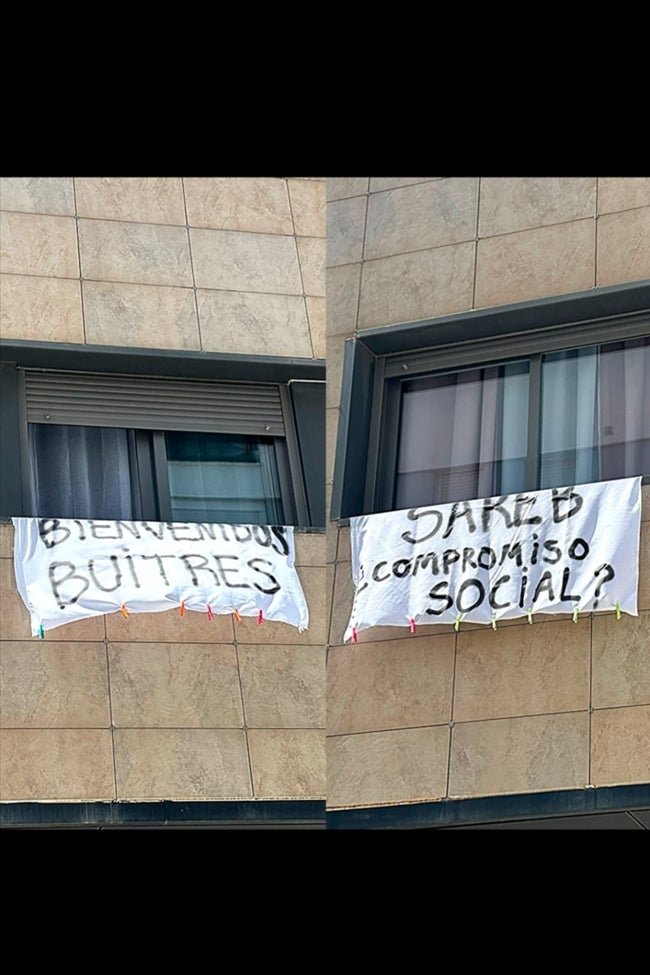 BIENVENIDOS
BUITRES
SAREB
¿COMPROMISO
SOCIAL?